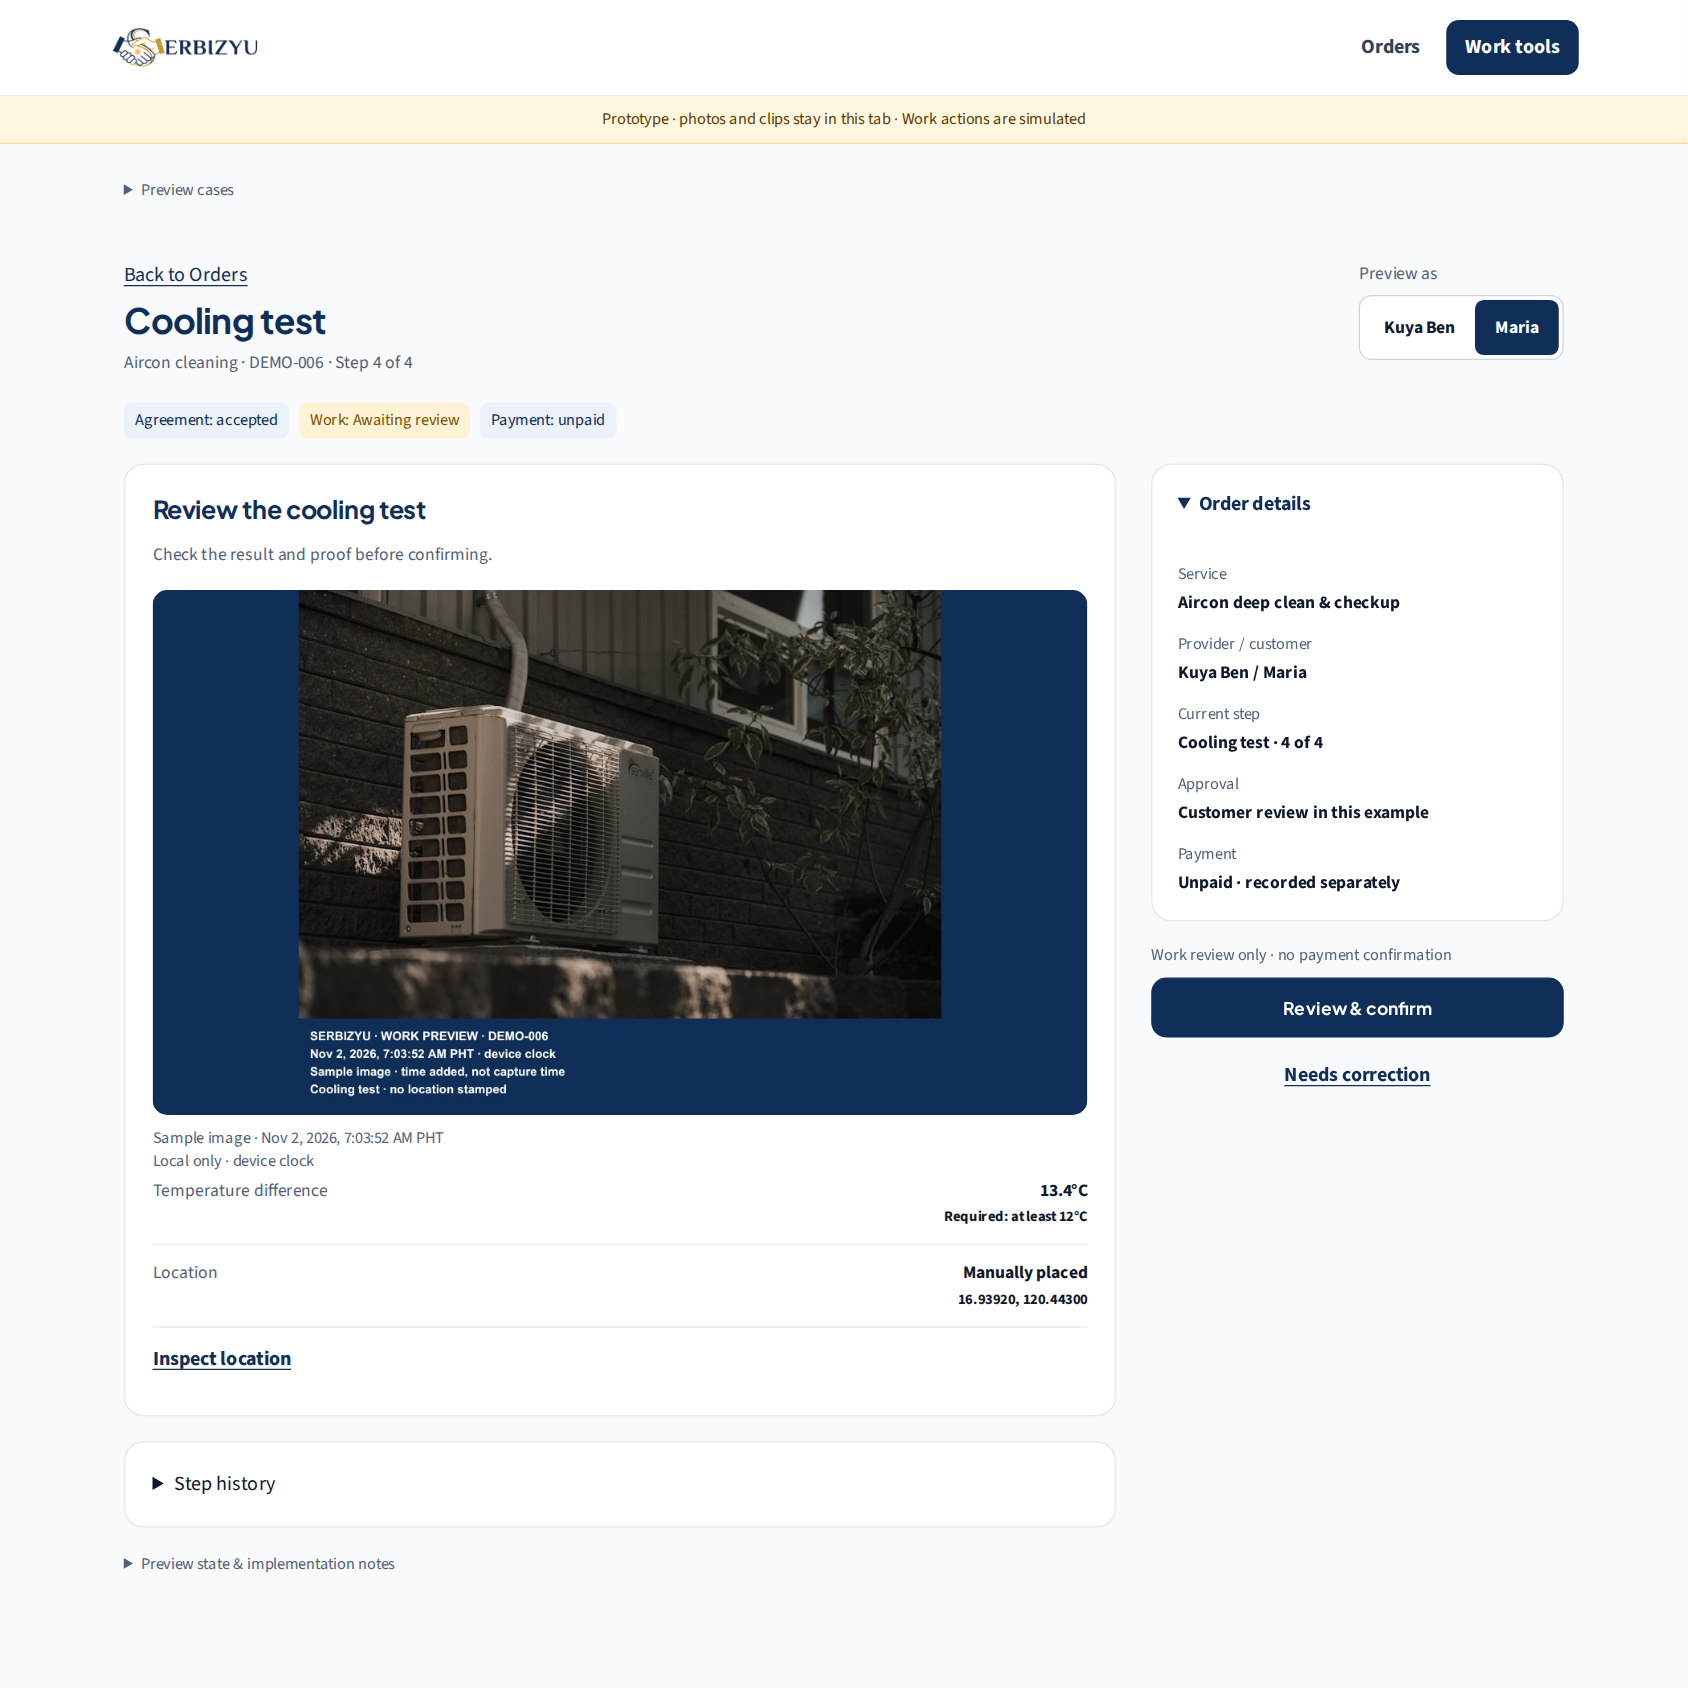 ERBIZYU
Orders
Work tools
Prototype · photos and clips stay in this tab · Work actions are simulated
Preview cases
Back to Orders
Preview as
Kuya Ben
Maria
Cooling test
Aircon cleaning · DEMO-006 · Step 4 of 4
Agreement: accepted
Work: Awaiting review
Payment: unpaid
Review the cooling test
Check the result and proof before confirming.
SERBIZYU · WORK PREVIEW · DEMO-006
Nov 2, 2026, 7:03:52 AM PHT · device clock
Sample image · time added, not capture time
Cooling test · no location stamped
Sample image · Nov 2, 2026, 7:03:52 AM PHT
Local only · device clock
Temperature difference
13.4°C
Required: at least 12°C
Location
Manually placed
16.93920, 120.44300
Inspect location
Step history
Preview state & implementation notes
Order details
Service
Aircon deep clean & checkup
Provider / customer
Kuya Ben / Maria
Current step
Cooling test · 4 of 4
Approval
Customer review in this example
Payment
Unpaid · recorded separately
Work review only · no payment confirmation
Review & confirm
Needs correction